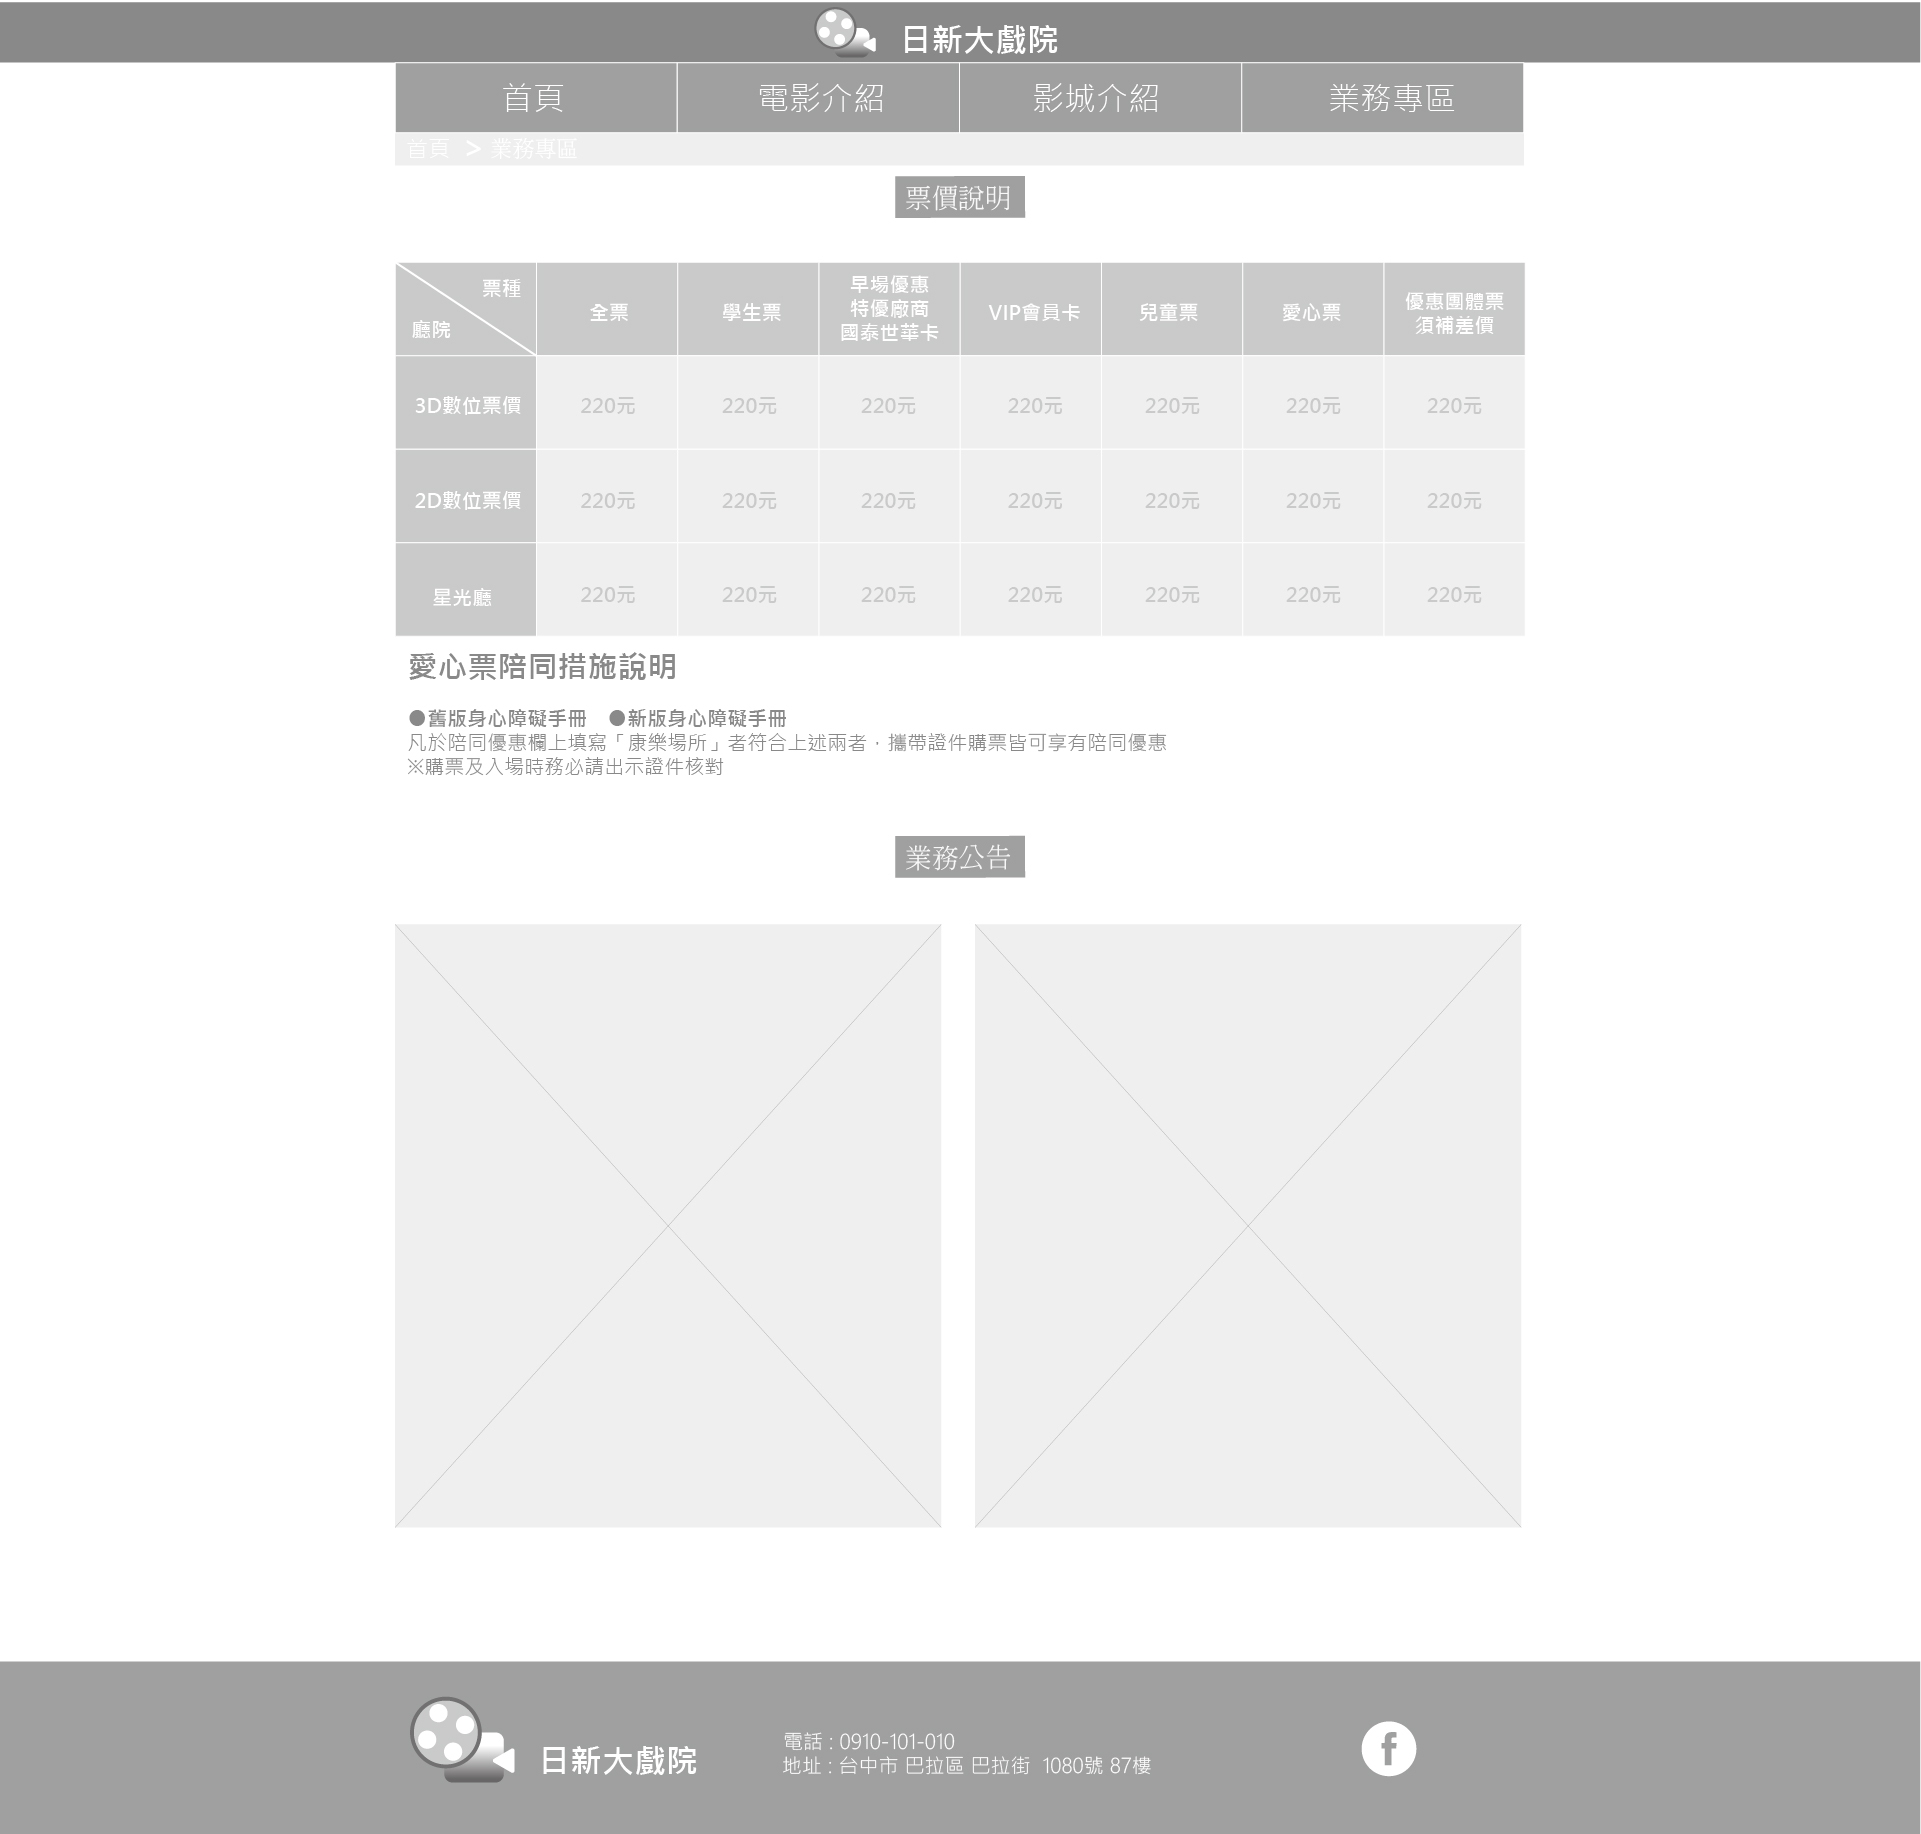 日新大戲院
首頁 電影介紹 影城介紹 業務專區
首頁 > 業務專區
票價說明
票種
廳院
全票
學生票
早場優惠
特優廠商
國泰世華卡
VIP會員卡
兒童票
愛心票
優惠團體票
須補差價
3D數位票價 220元 220元 220元 220元 220元 220元 220元
2D數位票價 220元 220元 220元 220元 220元 220元 220元
星光廳 220元 220元 220元 220元 220元 220元 220元
愛心票陪同措施說明
●舊版身心障礙手冊 ●新版身心障礙手冊
凡於陪同優惠欄上填寫「康樂場所」者符合上述兩者，攜帶證件購票皆可享有陪同優惠
※購票及入場時務必請出示證件核對
業務公告
日新大戲院
電話 : 0910-101-010
地址 : 台中市 巴拉區 巴拉街 1080號 87樓
f